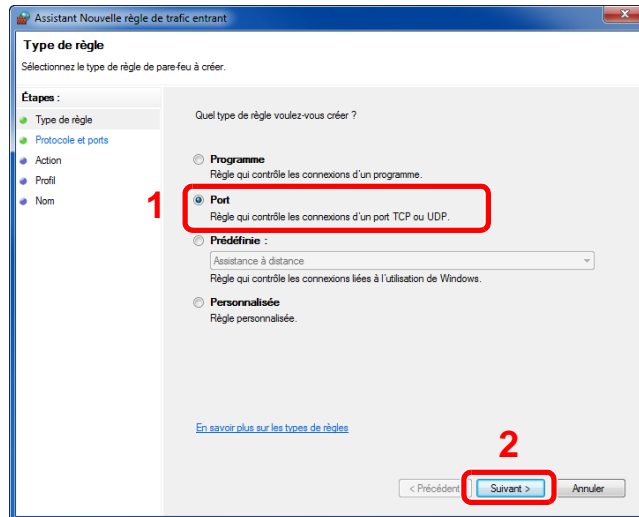 Assistant Nouvelle règle de trafic entrant
Type de règle
Sélectionnez le type de règle de pare-feu à créer.
Étapes :
Type de règle
Protocole et ports
Action
Profil
Nom
Quel type de règle voulez-vous créer ?
Programme
Règle qui contrôle les connexions d'un programme.
1
Port
Règle qui contrôle les connexions d'un port TCP ou UDP.
Prédéfinie :
Assistance à distance
Règle qui contrôle les connexions liées à l'utilisation de Windows.
Personnalisée
Règle personnalisée.
En savoir plus sur les types de règles
2
< Précédent
Suivant >
Annuler